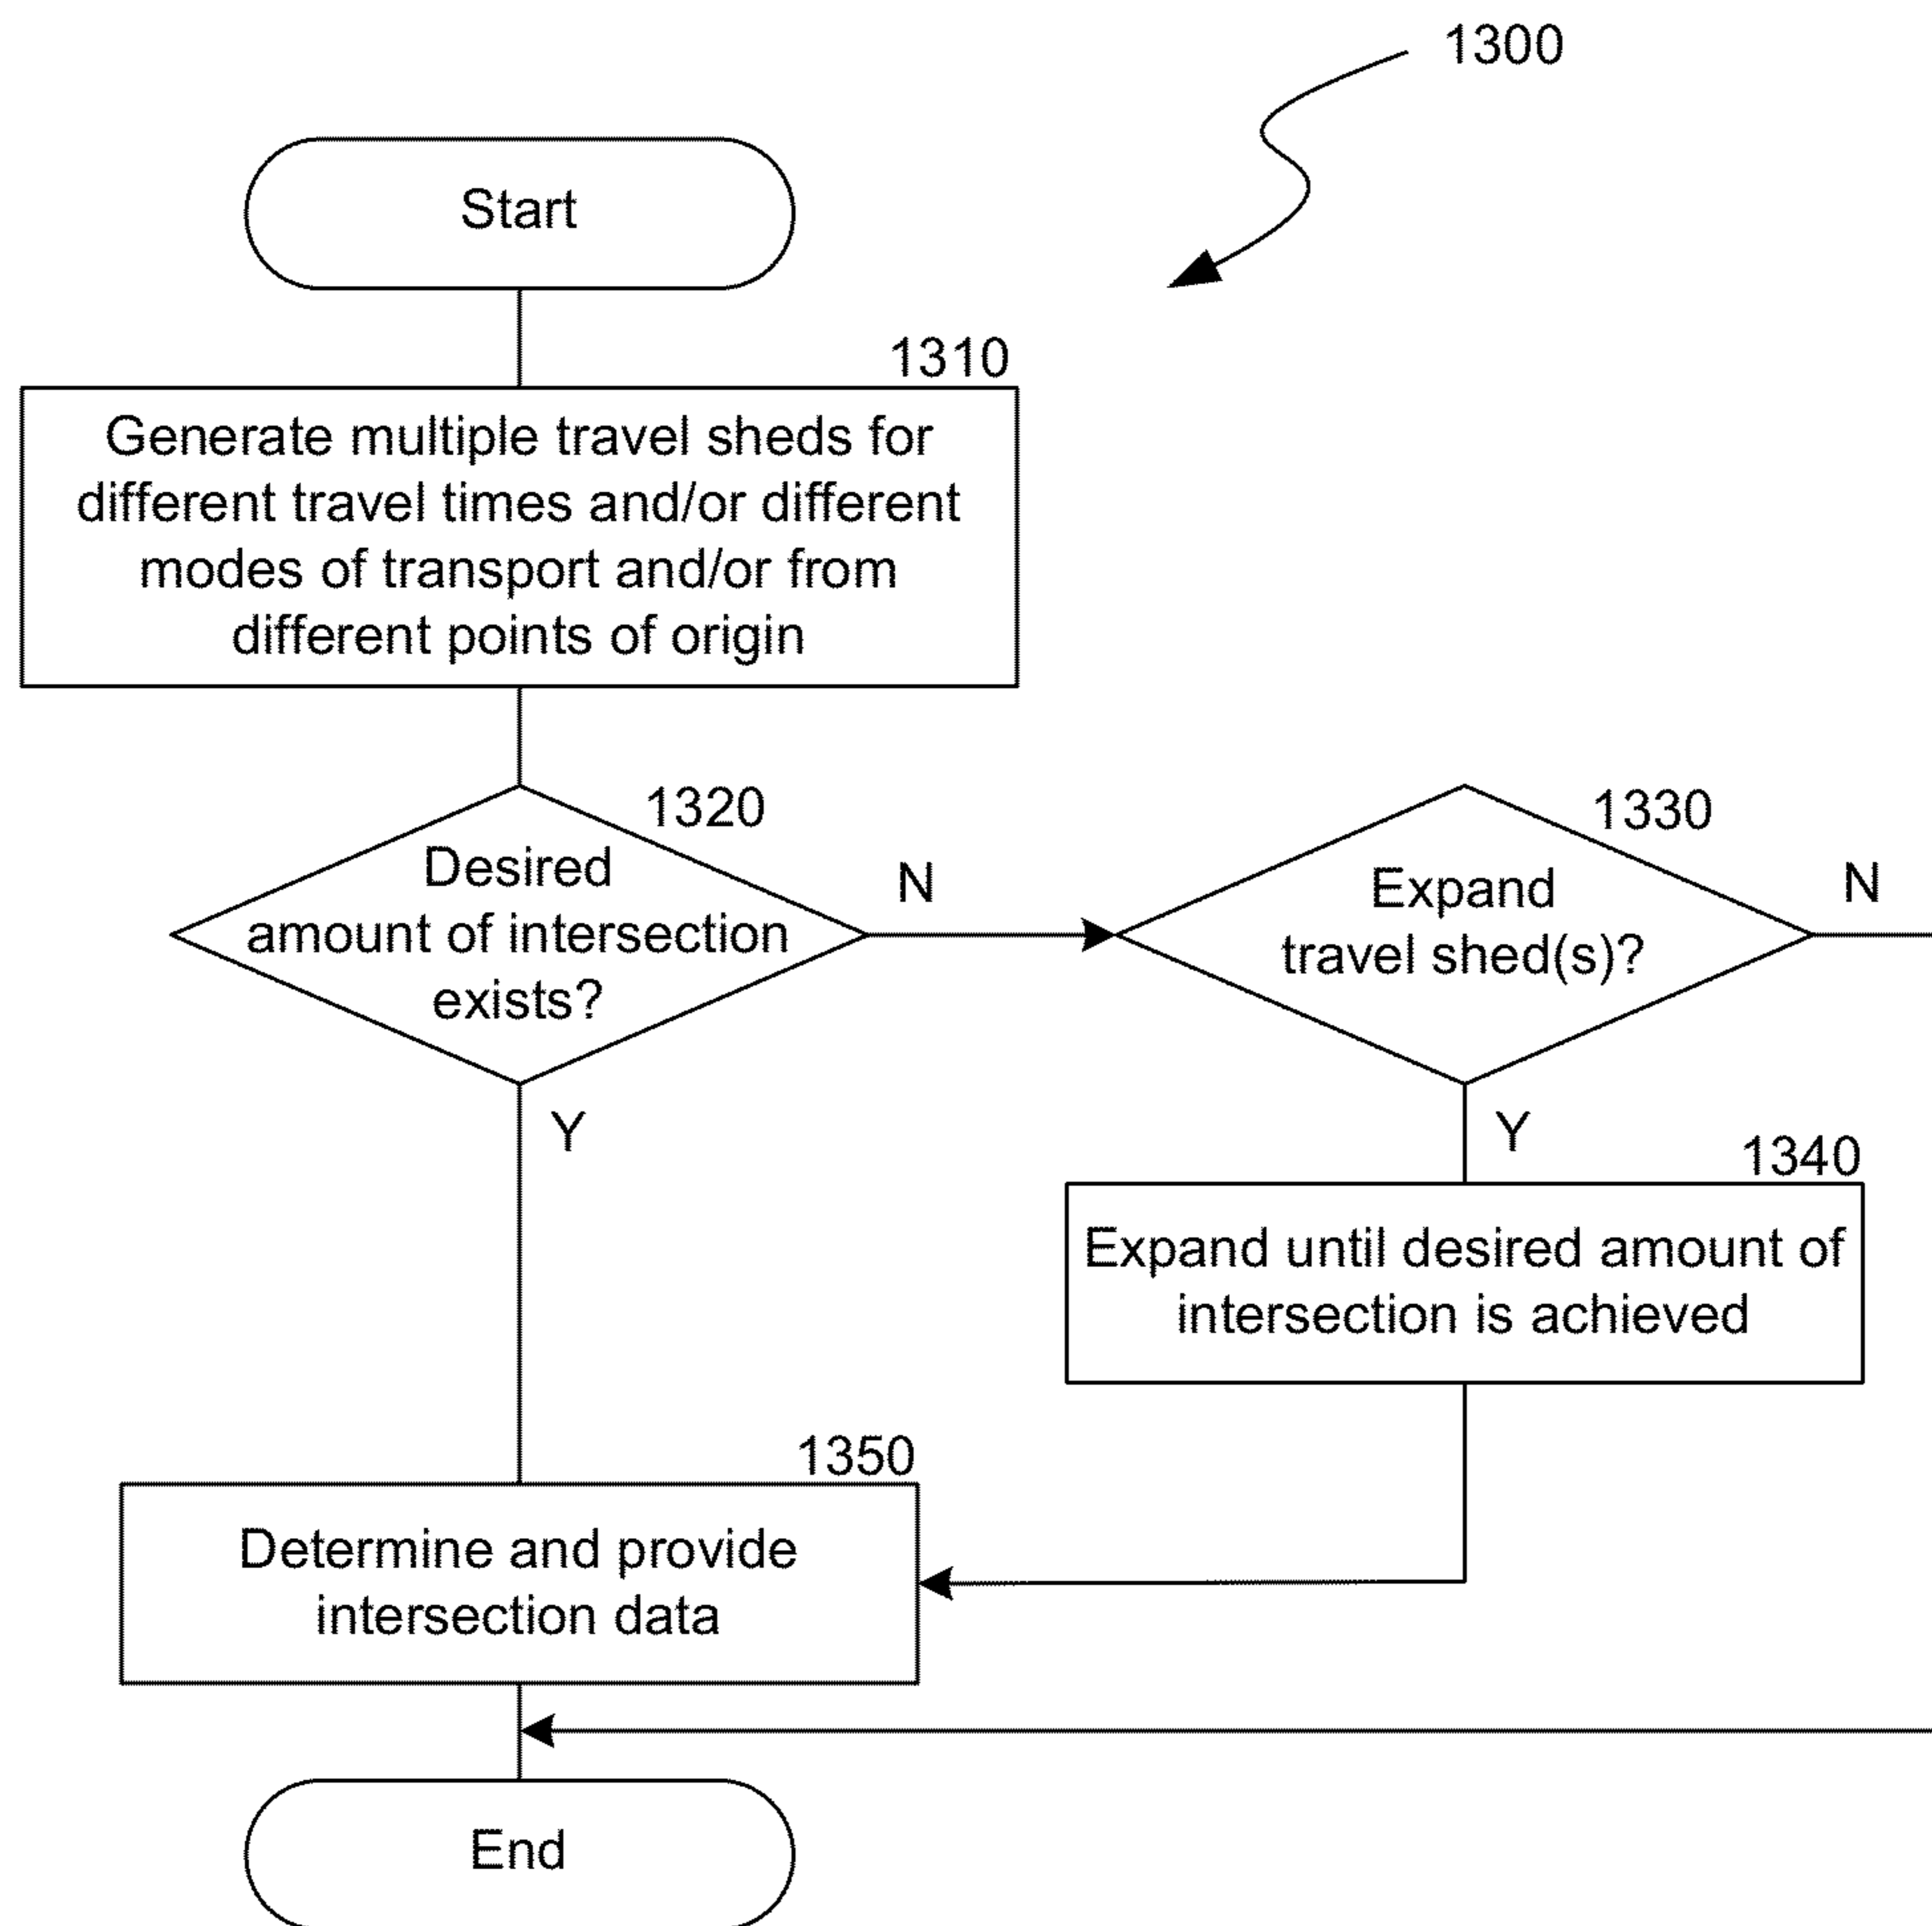 1300
Start
1310
Generate multiple travel sheds for
different travel times and/or different
modes of transport and/or from
different points of origin
1320
Desired
amount of intersection
exists?
N
1330
Expand
travel shed(s)?
N
Y
Y
1340
Expand until desired amount of
intersection is achieved
1350
Determine and provide
intersection data
End